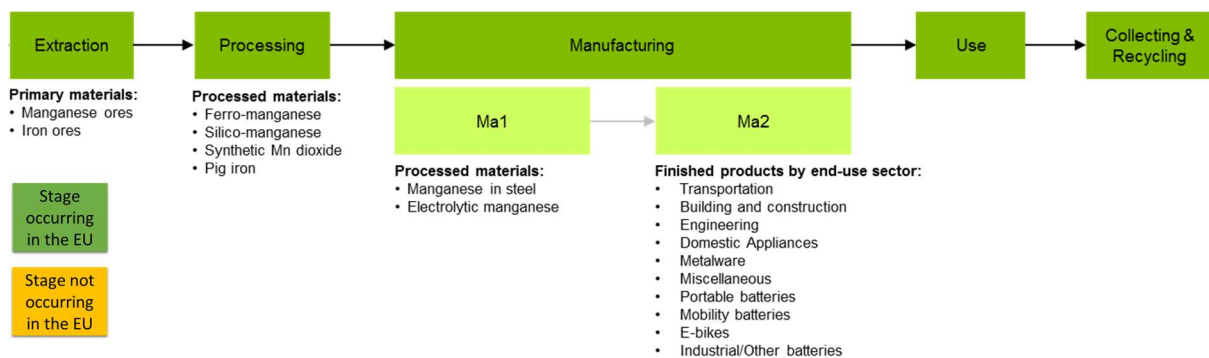 Extraction
Processing
Manufacturing
Use
Collecting &
Recycling
Primary materials:
• Manganese ores
• Iron ores
Processed materials:
• Ferro-manganese
• Silico-manganese
• Synthetic Mn dioxide
• Pig iron
Ma1
Ma2
Processed materials:
• Manganese in steel
• Electrolytic manganese
Finished products by end-use sector:
• Transportation
• Building and construction
• Engineering
• Domestic Appliances
• Metalware
• Miscellaneous
• Portable batteries
• Mobility batteries
• E-bikes
• Industrial/Other batteries
Stage
occurring
in the EU
Stage not
occurring
in the EU